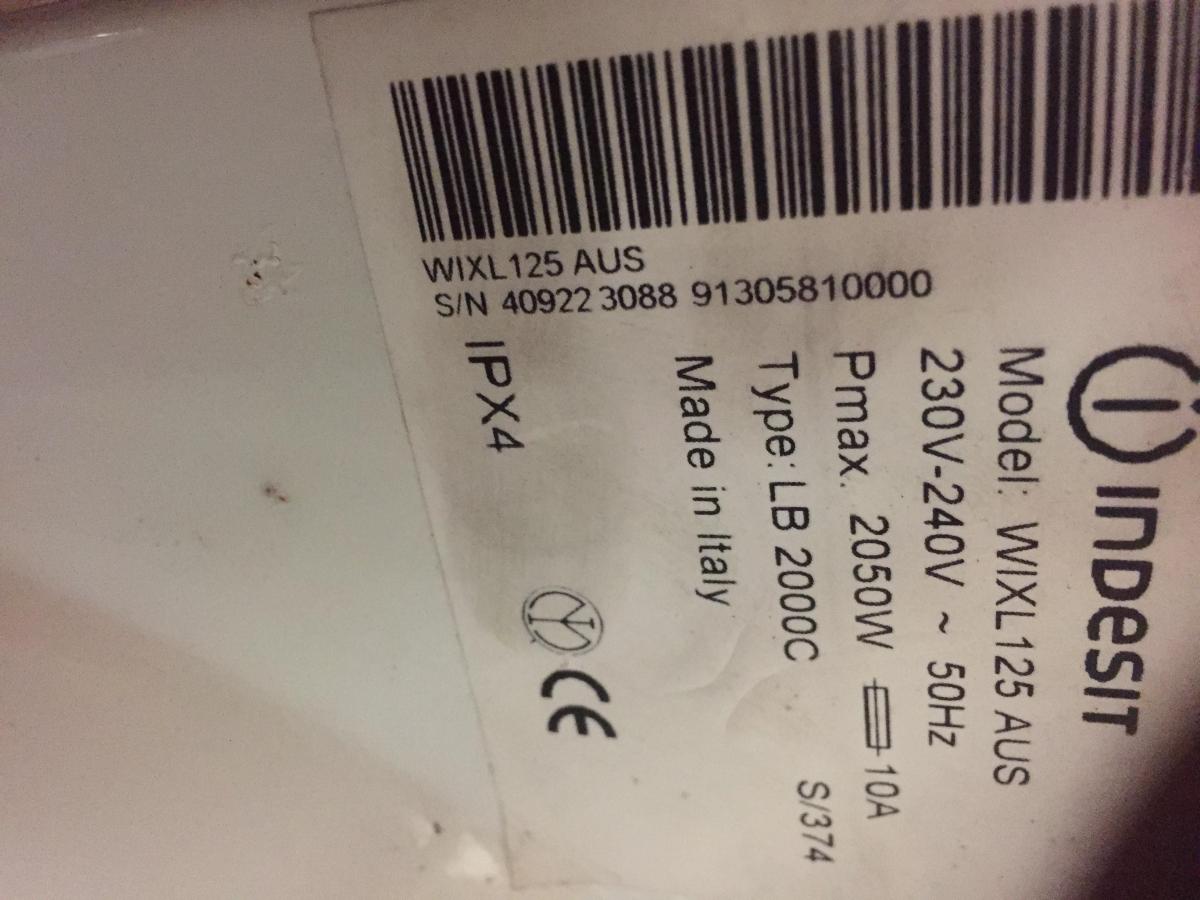 INDESIT
Model: WIXL125 AUS
230V-240V ~ 50Hz
Pmax. 2050W 10A
Type: LB 2000C S/374
Made in Italy
IPX4
CE
WIXL125 AUS
S/N 40922 3088 91305810000